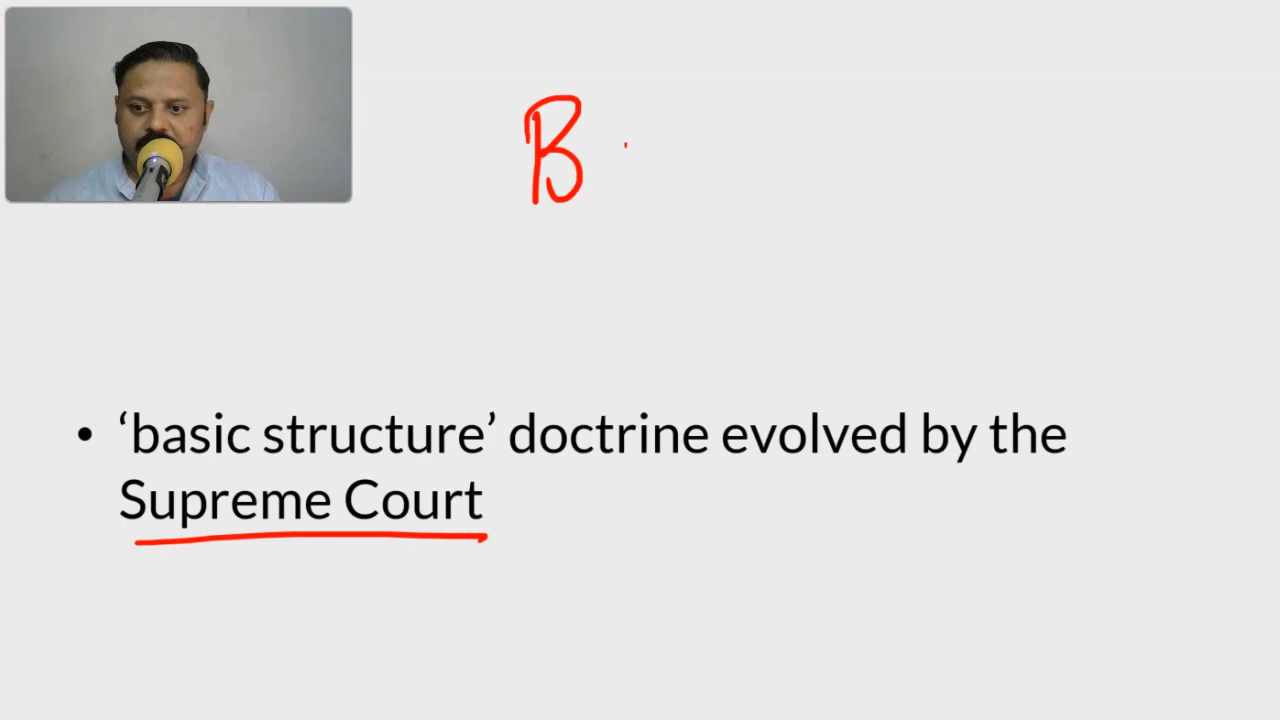 B
• ‘basic structure’ doctrine evolved by the
Supreme Court